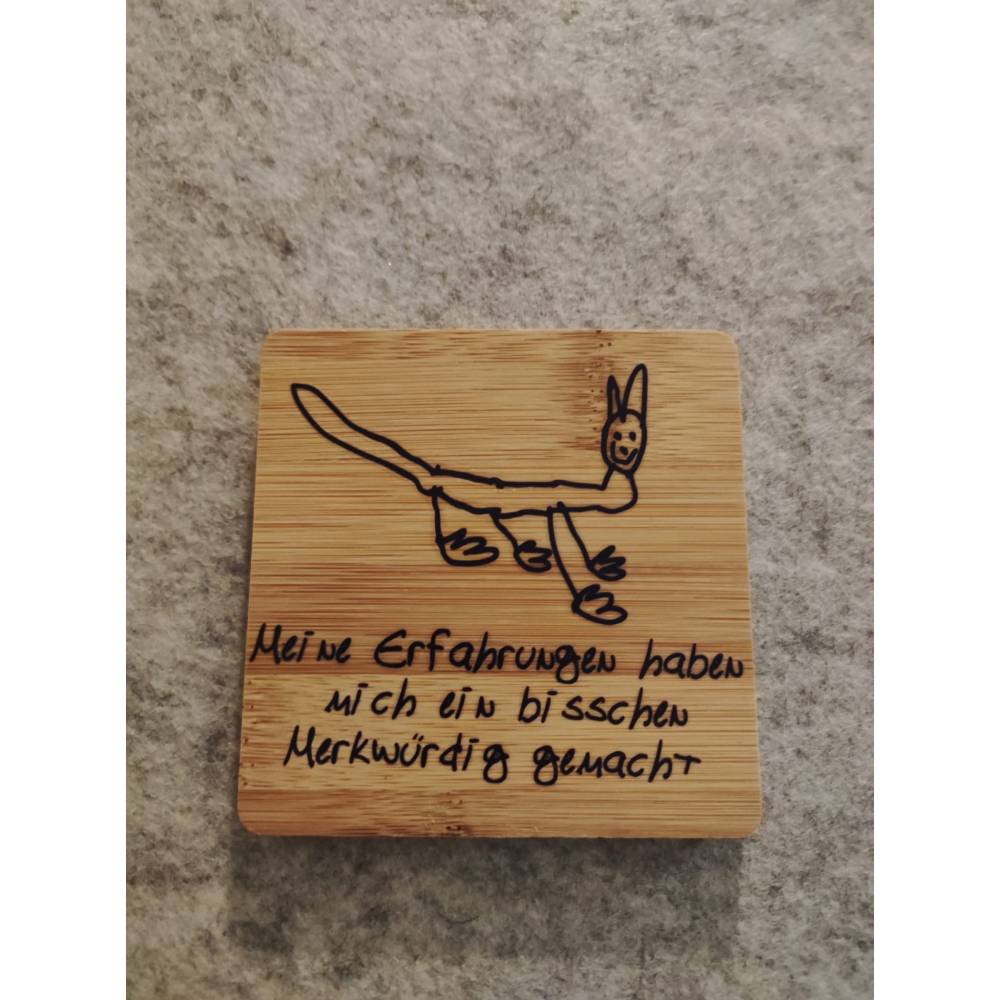 Meine Erfahrungen haben
mich ein bisschen
Merkwürdig gemacht